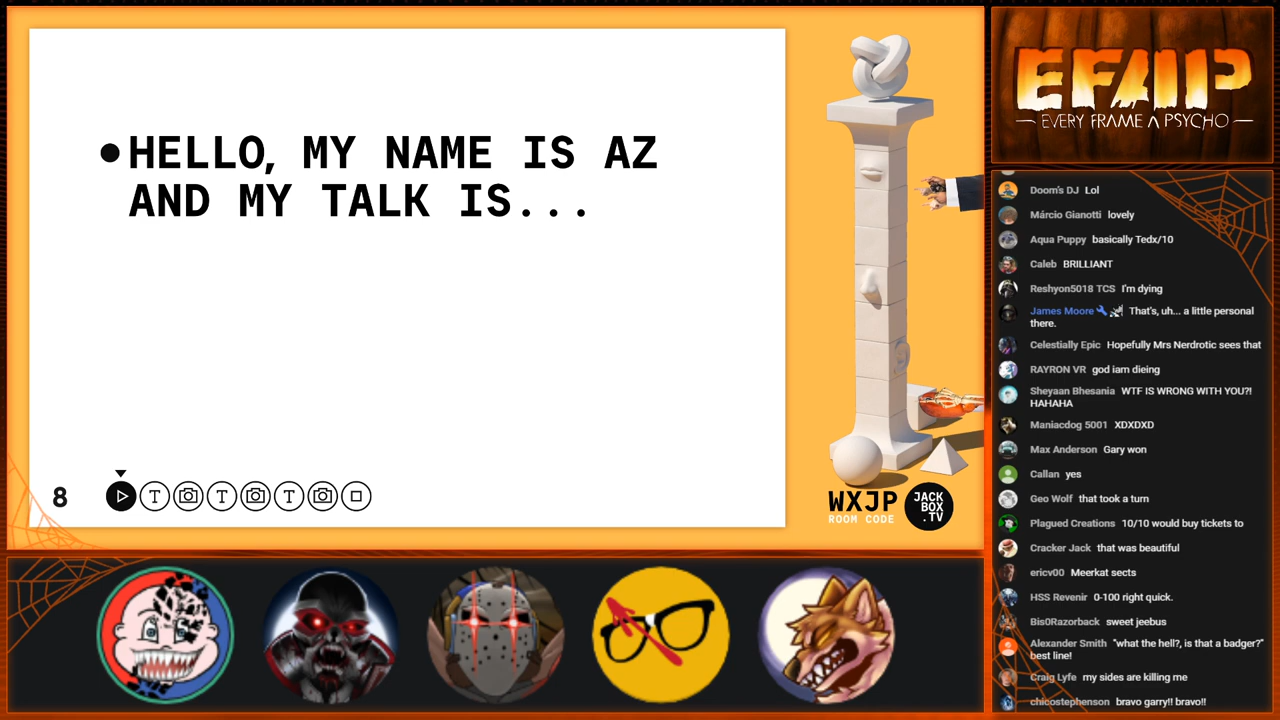 ●HELLO, MY NAME IS AZ
AND MY TALK IS...
8
T T T
WXJP
ROOM CODE
JACK
BOX
.TV
EFAP
—EVERY FRAME A PSYCHO—
Doom's DJ Lol
Márcio Gianotti lovely
Aqua Puppy basically Tedx/10
Caleb BRILLIANT
Reshyon5018 TCS I'm dying
James Moore That's, uh... a little personal
there.
Celestially Epic Hopefully Mrs Nerdrotic sees that
RAYRON VR god iam dieing
Sheyaan Bhesania WTF IS WRONG WITH YOU?!
HAHAHA
Maniacdog 5001 XDXDXD
Max Anderson Gary won
Callan yes
Geo Wolf that took a turn
Plagued Creations 10/10 would buy tickets to
Cracker Jack that was beautiful
ericv00 Meerkat sects
HSS Revenir 0-100 right quick.
Bis0Razorback sweet jeebus
Alexander Smith "what the hell?, is that a badger?"
best line!
Craig Lyfe my sides are killing me
chicostephenson bravo garry!! bravo!!